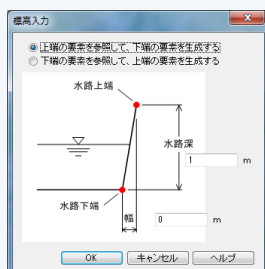 標高入力
上端の要素を参照して、下端の要素を生成する
下端の要素を参照して、上端の要素を生成する
水路上端
水路深
1 m
水路下端
幅
0 m
OK キャンセル ヘルプ